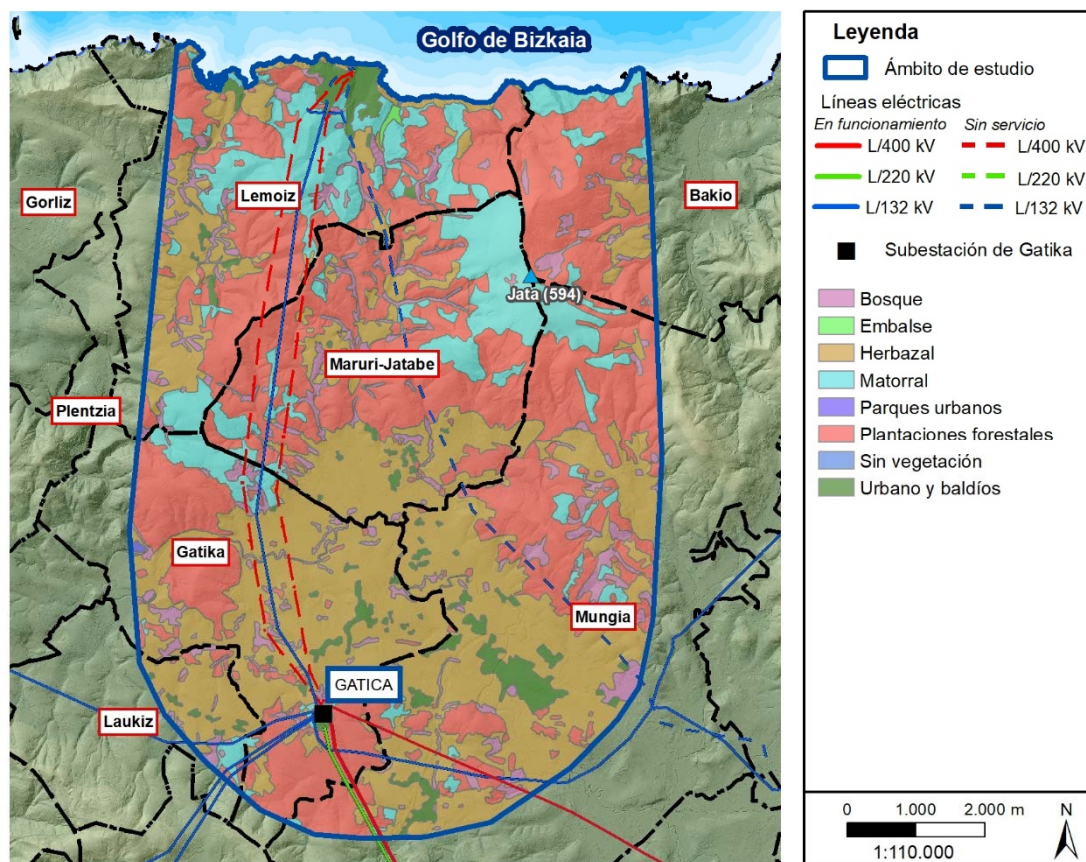 Golfo de Bizkaia
Gorliz
Lemoiz
Bakio
Jata (594)
Maruri-Jatabe
Plentzia
Gatika
Mungia
GATICA
Laukiz
Leyenda
Ámbito de estudio
Líneas eléctricas
En funcionamiento Sin servicio
L/400 kV L/400 kV
L/220 kV L/220 kV
L/132 kV L/132 kV
Subestación de Gatika
Bosque
Embalse
Herbazal
Matorral
Parques urbanos
Plantaciones forestales
Sin vegetación
Urbano y baldíos
0 1.000 2.000 m
N
1:110.000